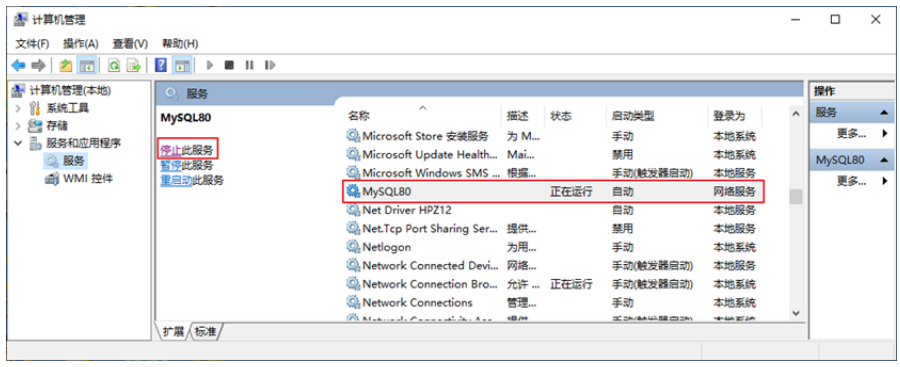 计算机管理
文件(F) 操作(A) 查看(V) 帮助(H)
计算机管理(本地)
系统工具
存储
服务和应用程序
服务
WMI 控件
服务
MySQL80
停止此服务
暂停此服务
重启动此服务
名称 描述 状态 启动类型 登录为
Microsoft Store 安装服务 为 M... 手动 本地系统
Microsoft Update Health... Mai... 禁用 本地系统
Microsoft Windows SMS ... 根据... 手动(触发器启动) 本地服务
MySQL80 正在运行 自动 网络服务
Net Driver HPZ12 自动 本地服务
Net.Tcp Port Sharing Ser... 提供... 禁用 本地服务
Netlogon 为用... 手动 本地系统
Network Connected Devi... 网络... 手动(触发器启动) 本地服务
Network Connection Bro... 允许 ... 正在运行 手动(触发器启动) 本地系统
Network Connections 管理... 手动 本地系统
扩展 标准
操作
服务
更多...
MySQL80
更多...